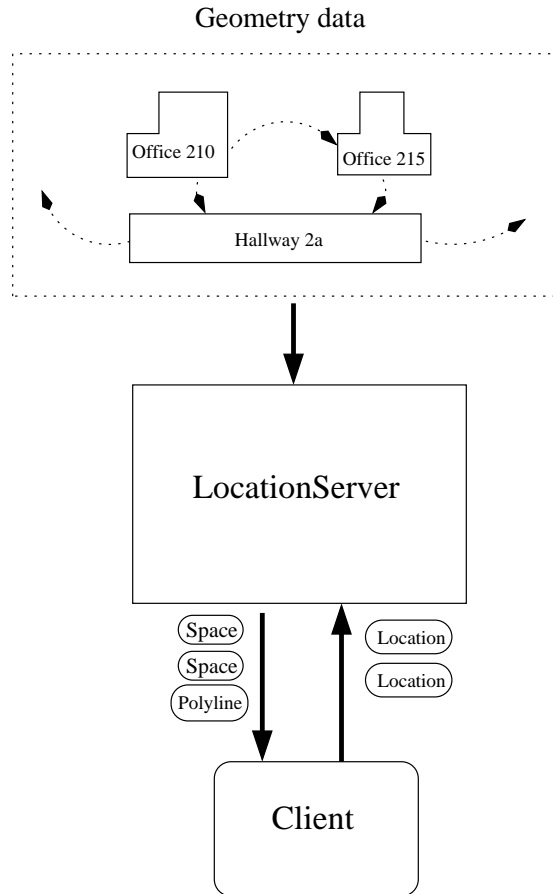 Geometry data
Office 210
Office 215
Hallway 2a
LocationServer
Space
Space
Polyline
Location
Location
Client